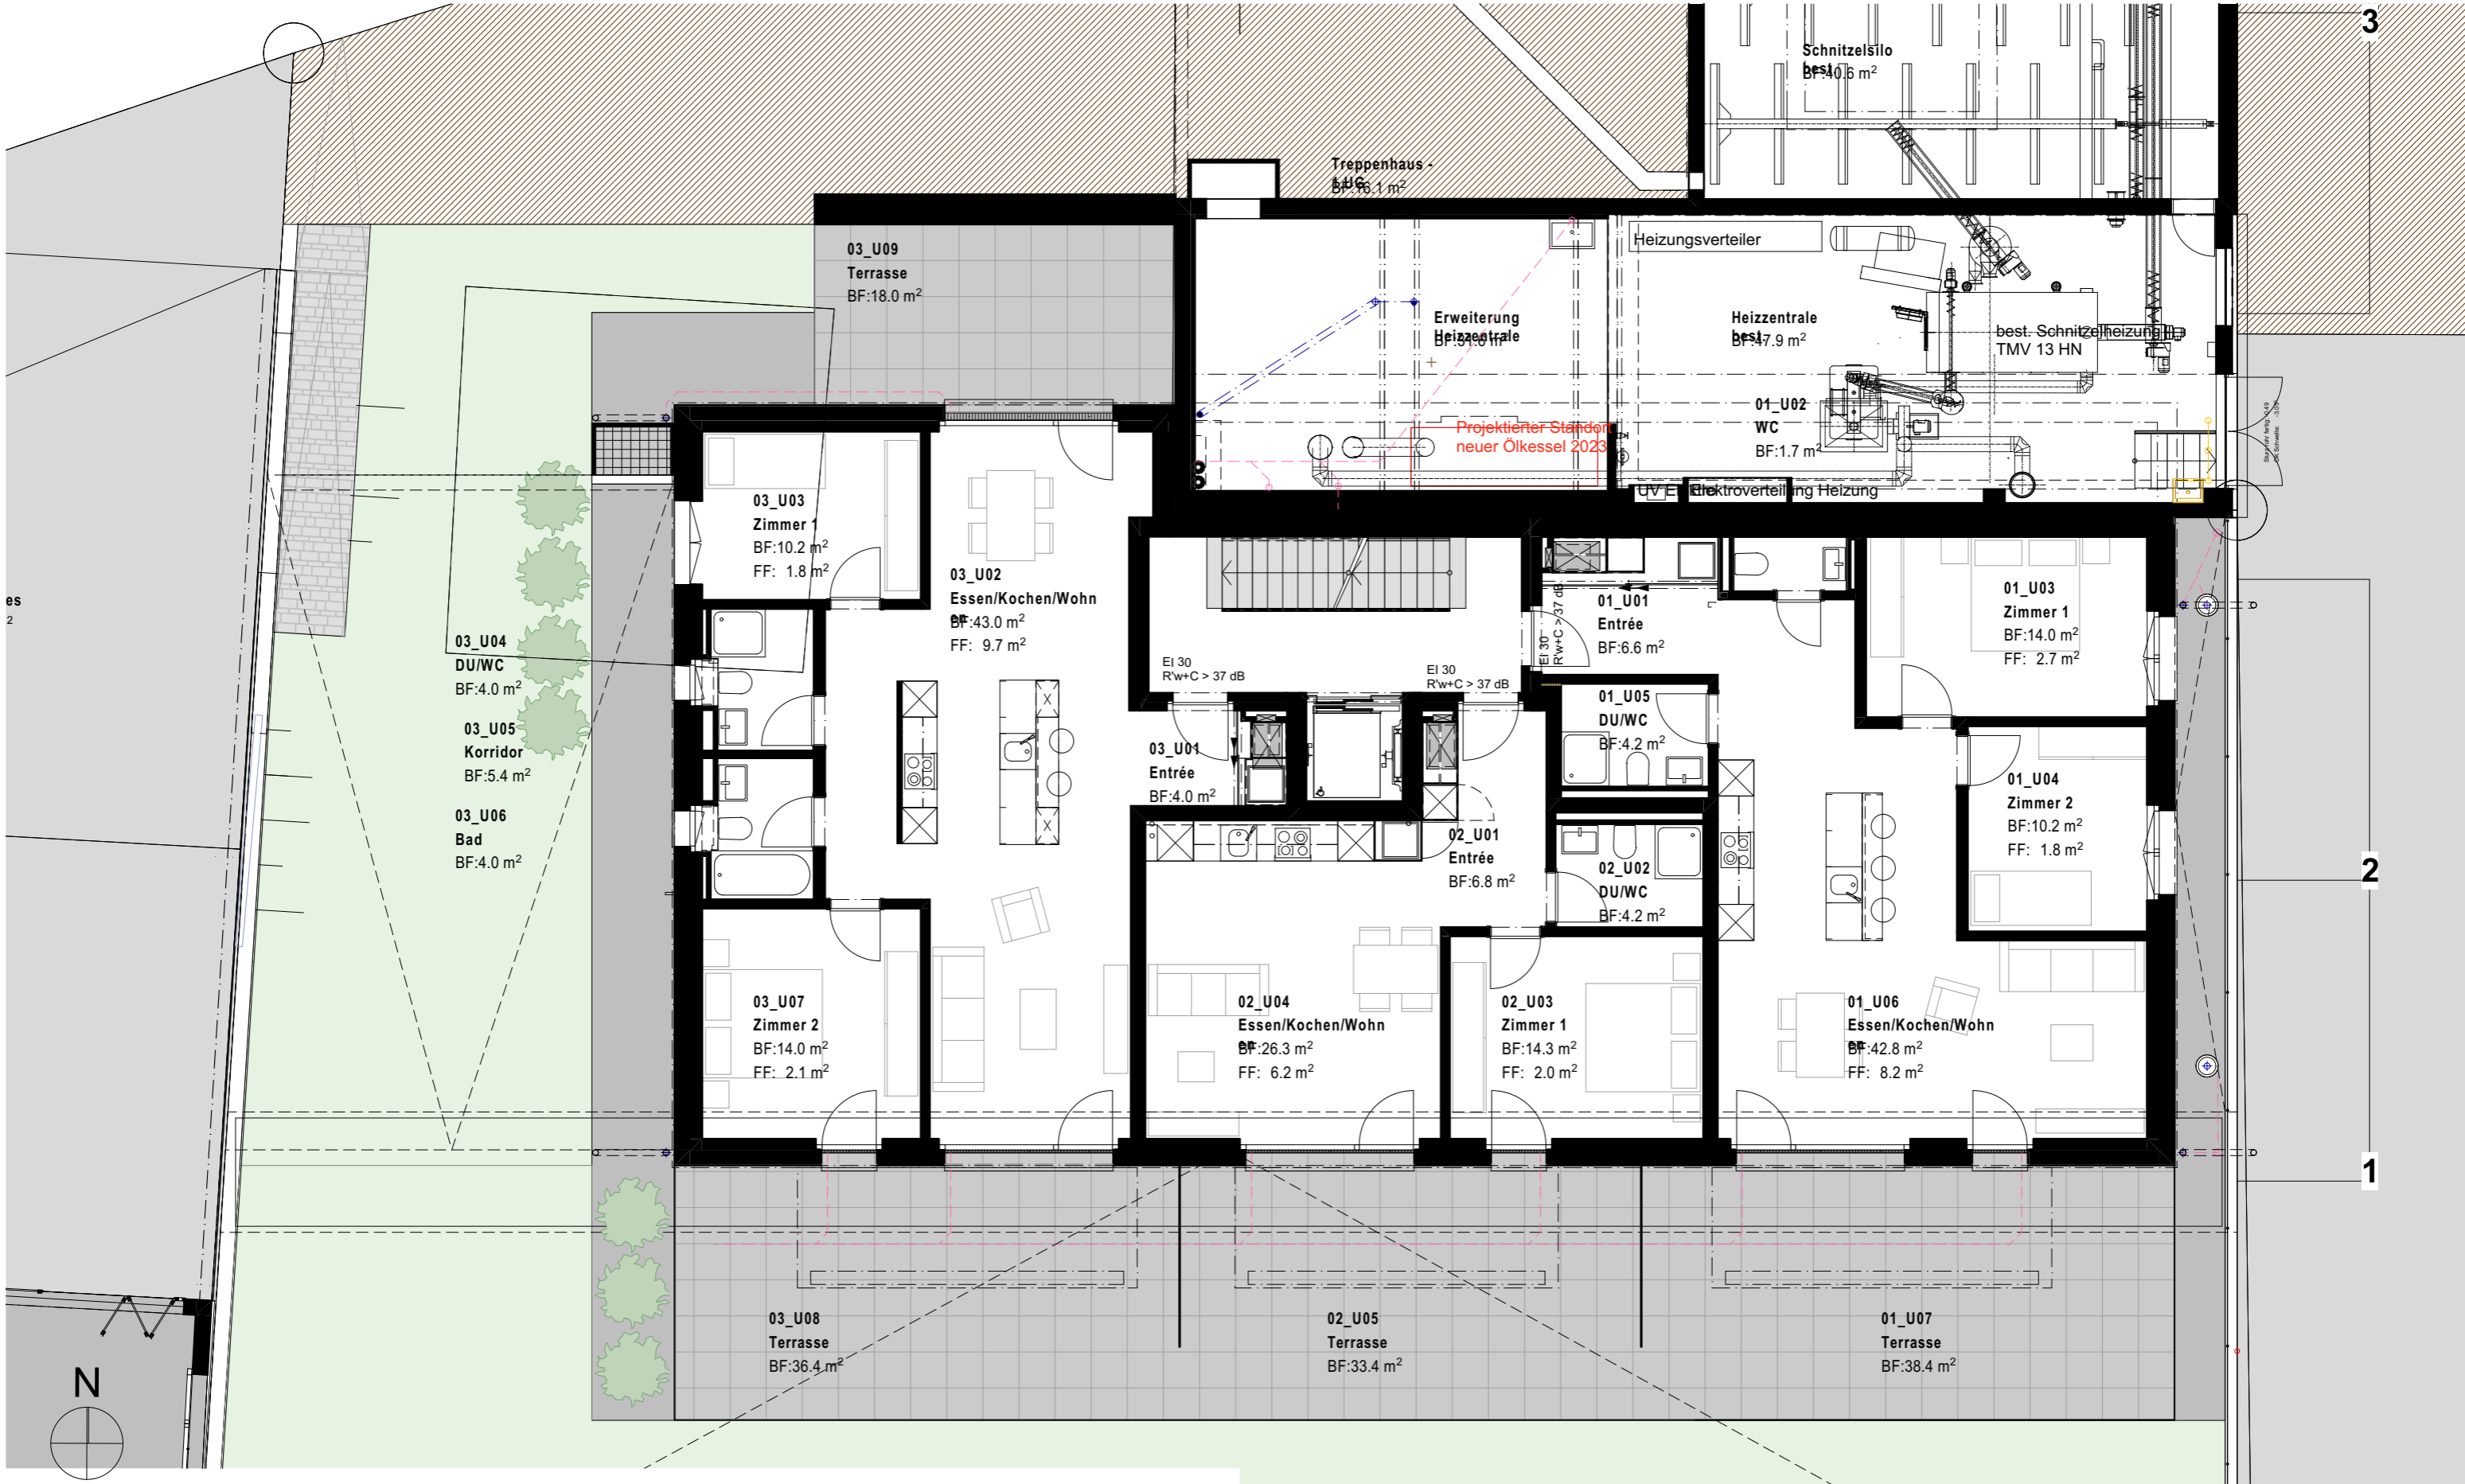 3
Schnitzelsilo
best.
BF:40.6 m²
Treppenhaus -
1.UG
BF:16.1 m²
03_U09
Terrasse
BF:18.0 m²
Heizungsverteiler
Erweiterung
Heizzentrale
Heizzentrale
best.
BF:47.9 m²
best. Schnitzelheizung
TMV 13 HN
01_U02
WC
BF:1.7 m²
Projektierter Standort
neuer Ölkessel 2023
Elektroverteilung Heizung
03_U03
Zimmer 1
BF:10.2 m²
FF: 1.8 m²
03_U02
Essen/Kochen/Wohn
en
BF:43.0 m²
FF: 9.7 m²
EI 30
R'w+C > 37 dB
EI 30
R'w+C > 37 dB
EI 30
R'w+C > 37 dB
01_U01
Entrée
BF:6.6 m²
01_U03
Zimmer 1
BF:14.0 m²
FF: 2.7 m²
es
2
03_U04
DU/WC
BF:4.0 m²
03_U05
Korridor
BF:5.4 m²
03_U06
Bad
BF:4.0 m²
03_U01
Entrée
BF:4.0 m²
01_U05
DU/WC
BF:4.2 m²
01_U04
Zimmer 2
BF:10.2 m²
FF: 1.8 m²
02_U01
Entrée
BF:6.8 m²
02_U02
DU/WC
BF:4.2 m²
2
03_U07
Zimmer 2
BF:14.0 m²
FF: 2.1 m²
02_U04
Essen/Kochen/Wohn
en
BF:26.3 m²
FF: 6.2 m²
02_U03
Zimmer 1
BF:14.3 m²
FF: 2.0 m²
01_U06
Essen/Kochen/Wohn
en
BF:42.8 m²
FF: 8.2 m²
1
03_U08
Terrasse
BF:36.4 m²
02_U05
Terrasse
BF:33.4 m²
01_U07
Terrasse
BF:38.4 m²
N